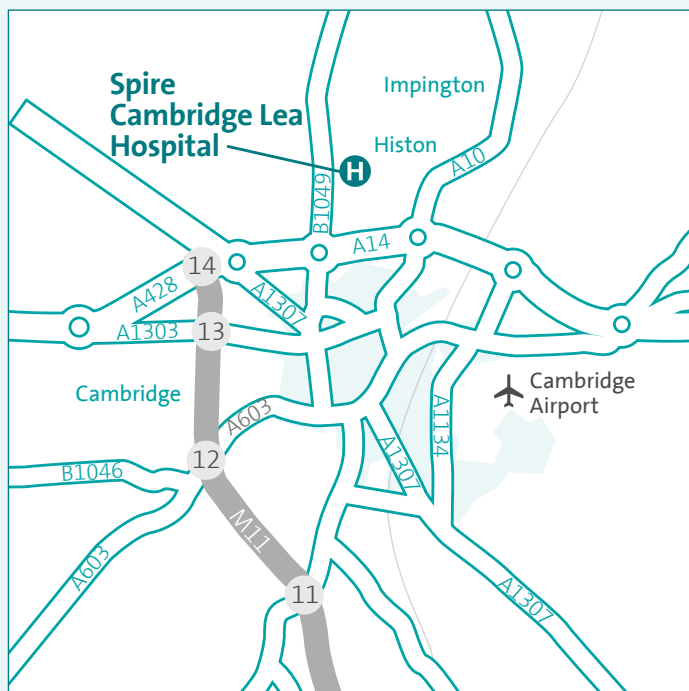 Spire
Cambridge Lea
Hospital
Impington
Histon
H
A10
B1049
A14
14
A428
A1307
A1303
13
Cambridge
Cambridge
Airport
A603
A1134
12
A1307
B1046
M11
A603
11
A1307